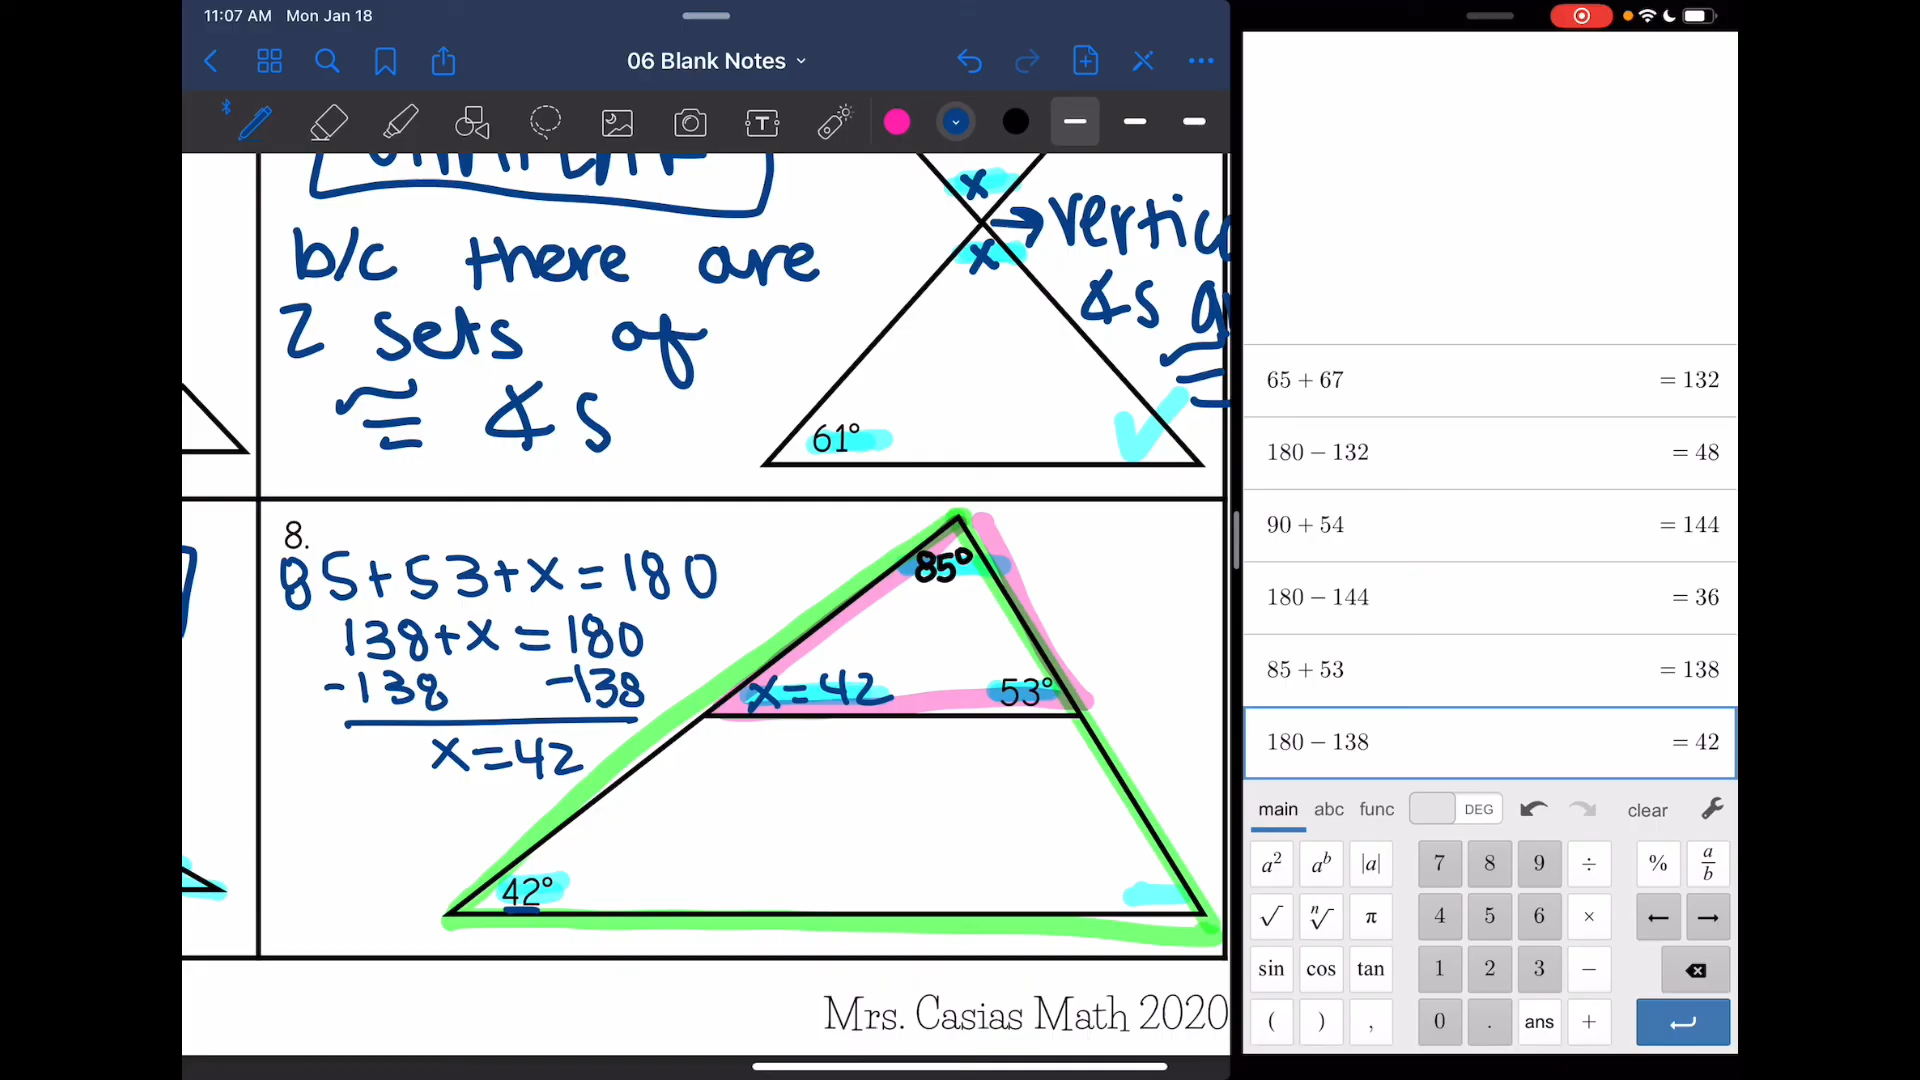 11:07 AM Mon Jan 18
06 Blank Notes
T
x
→ vertica
x
∡s a
b/c there are
2 sets of
≅ ∡s
61°
8.
85+53+x=180
138+x=180
-138 -138
x=42
85°
x=42
53°
42°
Mrs. Casias Math 2020
65 + 67 = 132
180 − 132 = 48
90 + 54 = 144
180 − 144 = 36
85 + 53 = 138
180 − 138 = 42
main abc func DEG clear
a² aᵇ |a| 7 8 9 ÷ % a/b
√ ⁿ√ π 4 5 6 × ← →
sin cos tan 1 2 3 −
( ) , 0 . ans +